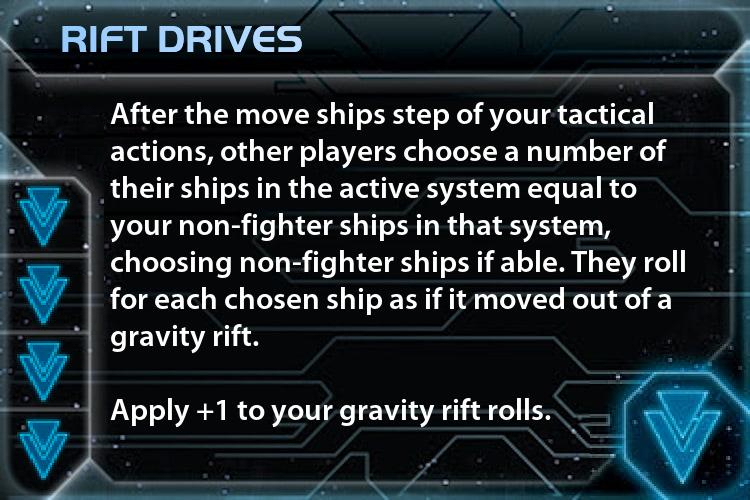 RIFT DRIVES
After the move ships step of your tactical
actions, other players choose a number of
their ships in the active system equal to
your non-fighter ships in that system,
choosing non-fighter ships if able. They roll
for each chosen ship as if it moved out of a
gravity rift.
Apply +1 to your gravity rift rolls.